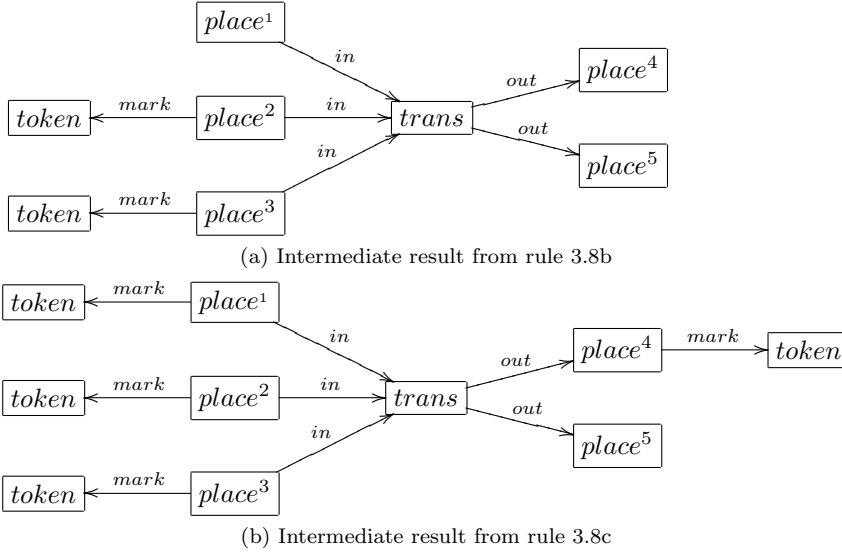 place¹
in
out
place⁴
token
mark
place²
in
trans
in
out
place⁵
token
mark
place³
(a) Intermediate result from rule 3.8b
token
mark
place¹
in
out
place⁴
mark
token
token
mark
place²
in
trans
in
out
place⁵
token
mark
place³
(b) Intermediate result from rule 3.8c